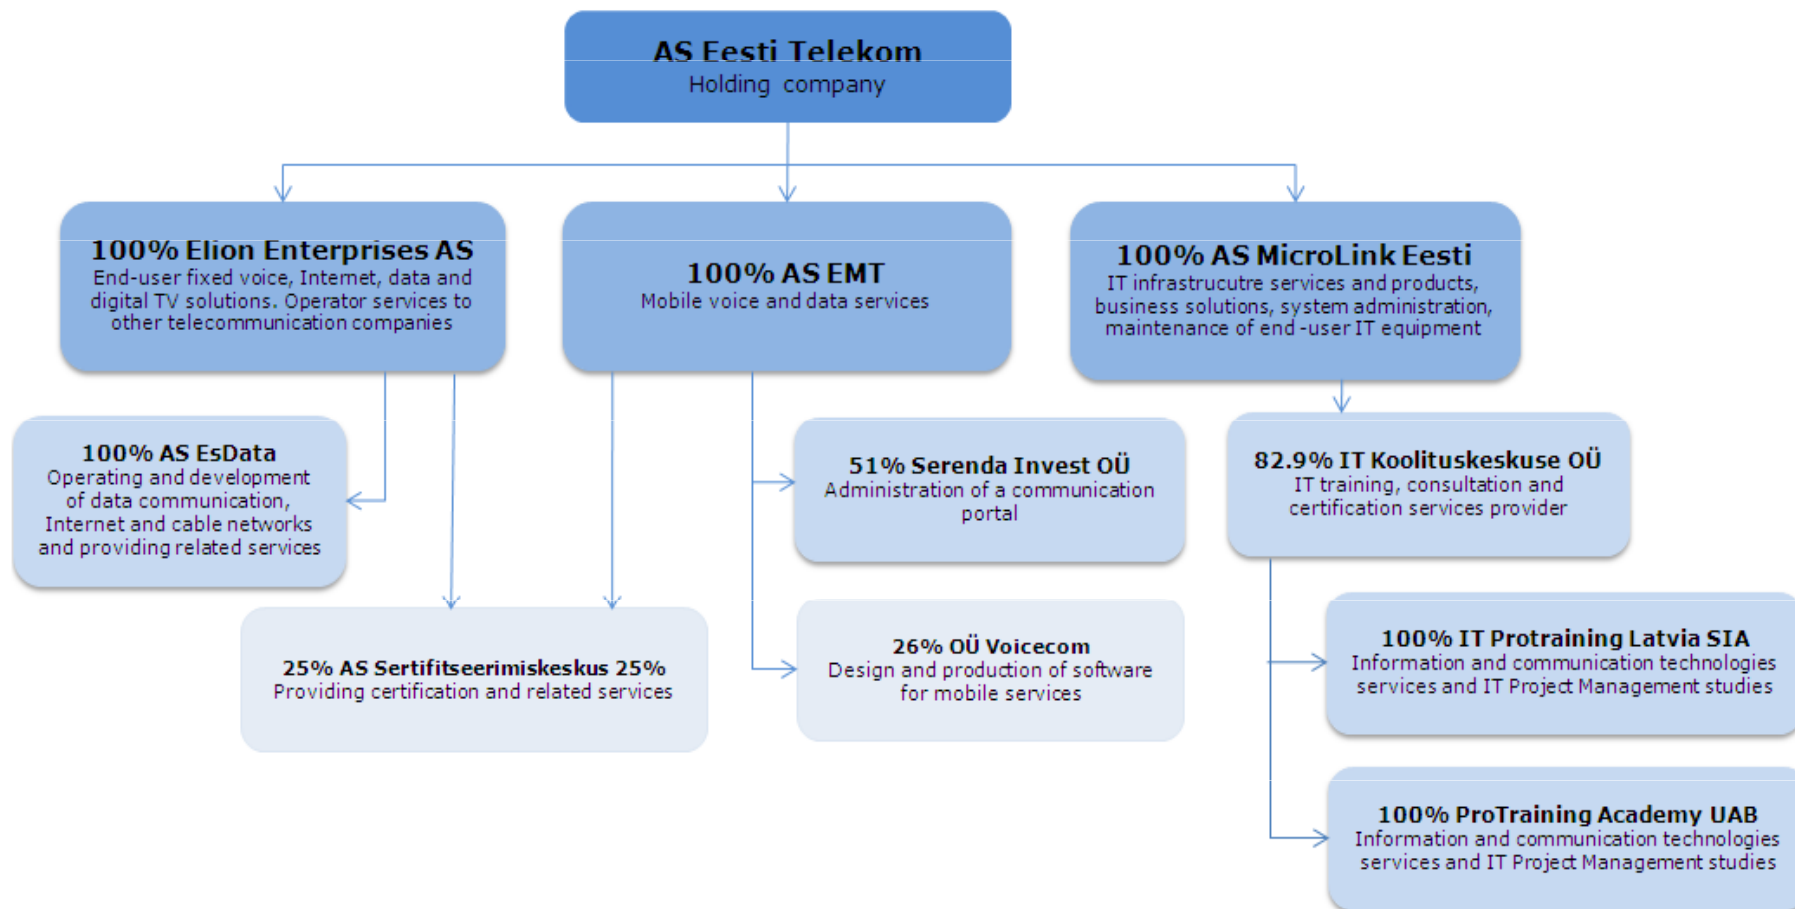 AS Eesti Telekom
Holding company
100% Elion Enterprises AS
End-user fixed voice, Internet, data and
digital TV solutions. Operator services to
other telecommunication companies
100% AS EMT
Mobile voice and data services
100% AS MicroLink Eesti
IT infrastrucutre services and products,
business solutions, system administration,
maintenance of end -user IT equipment
100% AS EsData
Operating and development
of data communication,
Internet and cable networks
and providing related services
51% Serenda Invest OÜ
Administration of a communication
portal
82.9% IT Koolituskeskuse OÜ
IT training, consultation and
certification services provider
25% AS Sertifitseerimiskeskus 25%
Providing certification and related services
26% OÜ Voicecom
Design and production of software
for mobile services
100% IT Protraining Latvia SIA
Information and communication technologies
services and IT Project Management studies
100% ProTraining Academy UAB
Information and communication technologies
services and IT Project Management studies